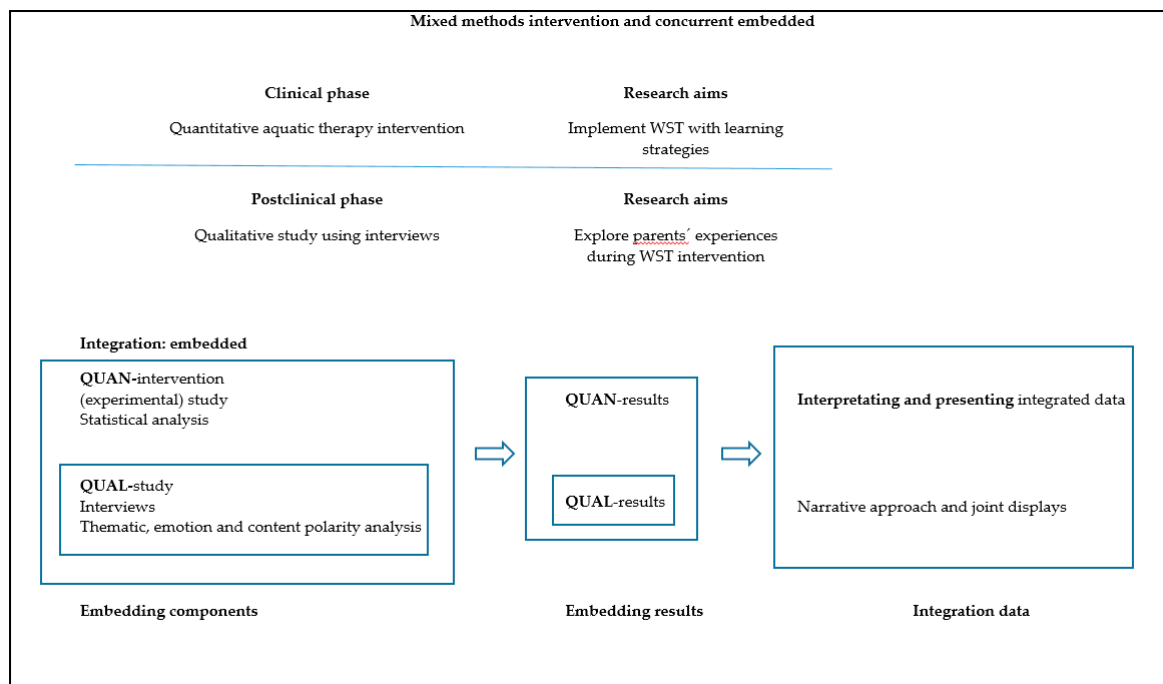 Mixed methods intervention and concurrent embedded
Clinical phase
Research aims
Quantitative aquatic therapy intervention
Implement WST with learning
strategies
Postclinical phase
Research aims
Qualitative study using interviews
Explore parents´ experiences
during WST intervention
Integration: embedded
QUAN-intervention
(experimental) study
Statistical analysis
QUAL-study
Interviews
Thematic, emotion and content polarity analysis
QUAN-results
QUAL-results
Interpretating and presenting integrated data
Narrative approach and joint displays
Embedding components
Embedding results
Integration data